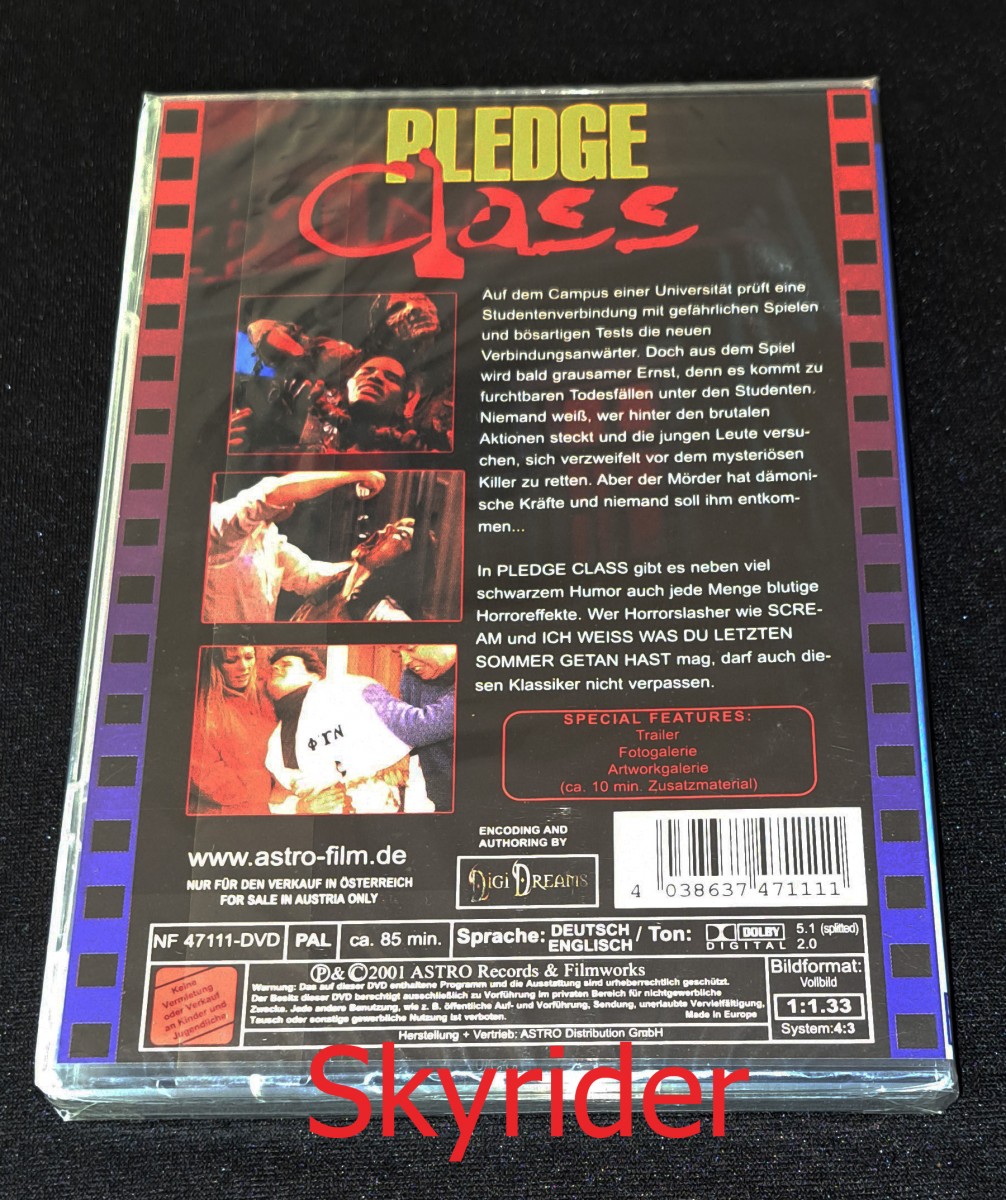 PLEDGE
Class
Auf dem Campus einer Universität prüft eine
Studentenverbindung mit gefährlichen Spielen
und bösartigen Tests die neuen
Verbindungsanwärter. Doch aus dem Spiel
wird bald grausamer Ernst, denn es kommt zu
furchtbaren Todesfällen unter den Studenten.
Niemand weiß, wer hinter den brutalen
Aktionen steckt und die jungen Leute versu-
chen, sich verzweifelt vor dem mysteriösen
Killer zu retten. Aber der Mörder hat dämoni-
sche Kräfte und niemand soll ihm entkom-
men...
In PLEDGE CLASS gibt es neben viel
schwarzem Humor auch jede Menge blutige
Horroreffekte. Wer Horrorslasher wie SCRE-
AM und ICH WEISS WAS DU LETZTEN
SOMMER GETAN HAST mag, darf auch die-
sen Klassiker nicht verpassen.
ΦΤΝ
SPECIAL FEATURES:
Trailer
Fotogalerie
Artworkgalerie
(ca. 10 min. Zusatzmaterial)
www.astro-film.de
NUR FÜR DEN VERKAUF IN ÖSTERREICH
FOR SALE IN AUSTRIA ONLY
ENCODING AND
AUTHORING BY
DIGI DREAMS
4 038637 471111
NF 47111-DVD
PAL
ca. 85 min.
Sprache: DEUTSCH
ENGLISCH
/ Ton:
DOLBY
DIGITAL
5.1 (splitted)
2.0
Keine
Vermietung
oder Verkauf
an Kinder und
Jugendliche
℗ & ©2001 ASTRO Records & Filmworks
Warnung: Das auf dieser DVD enthaltene Programm und die Ausstattung sind urheberrechtlich geschützt.
Der Besitz dieser DVD berechtigt ausschließlich zu Vorführung im privaten Bereich für nichtgewerbliche
Zwecke. Jede andere Benutzung, wie z. B. öffentliche Auf- und Vorführung, Sendung, unerlaubte Vervielfältigung,
Tausch oder sonstige gewerbliche Nutzung ist verboten.
Made in Europe
Herstellung + Vertrieb: ASTRO Distribution GmbH
Bildformat:
Vollbild
1:1.33
System:4:3
Skyrider